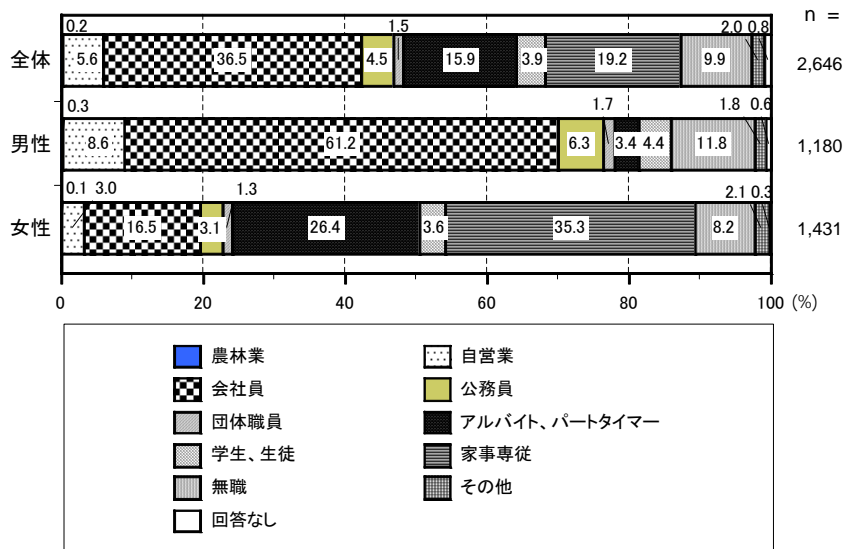 n =
0.2 1.5 2.0 0.8
全体 5.6 36.5 4.5 15.9 3.9 19.2 9.9 2,646
0.3 1.7 1.8 0.6
男性 8.6 61.2 6.3 3.4 4.4 11.8 1,180
0.1 3.0 1.3 2.1 0.3
女性 16.5 3.1 26.4 3.6 35.3 8.2 1,431
0 20 40 60 80 100 (%)
農林業 自営業
会社員 公務員
団体職員 アルバイト、パートタイマー
学生、生徒 家事専従
無職 その他
回答なし